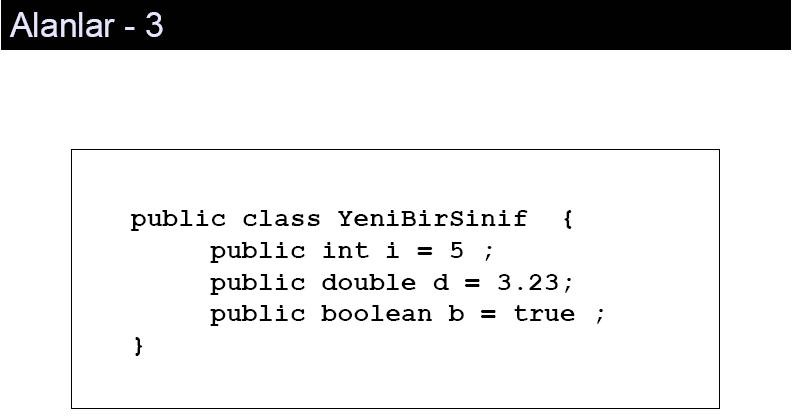 Alanlar - 3
public class YeniBirSinif {
public int i = 5 ;
public double d = 3.23;
public boolean b = true ;
}